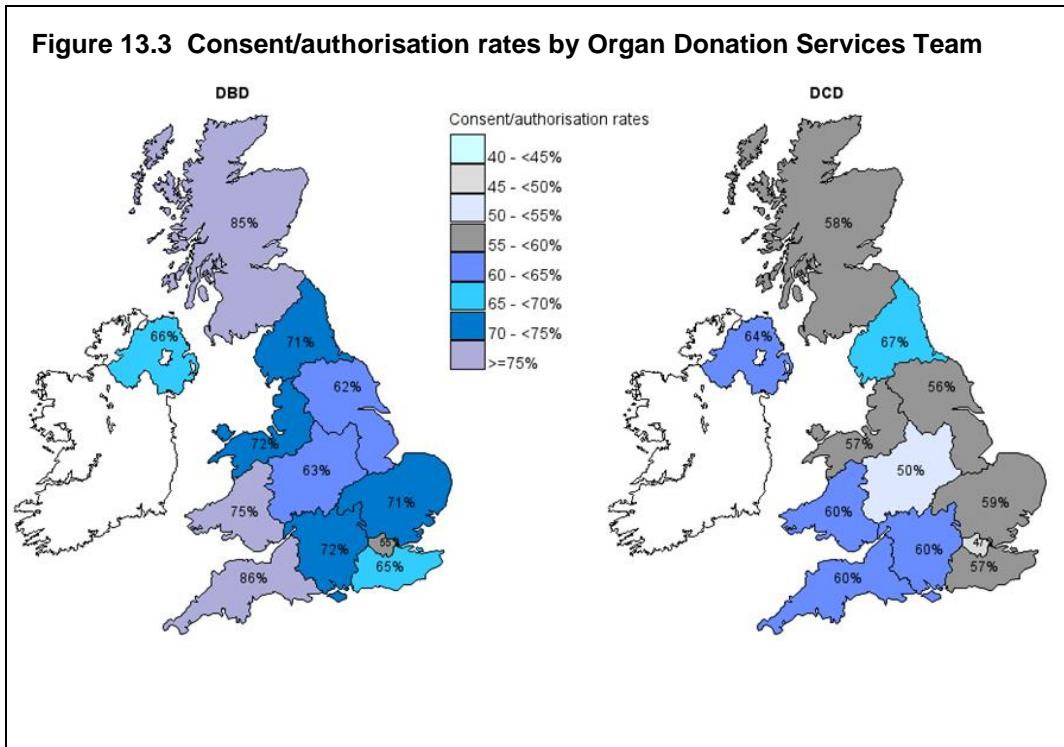 Figure 13.3 Consent/authorisation rates by Organ Donation Services Team
DBD
DCD
Consent/authorisation rates
40 - <45%
45 - <50%
50 - <55%
55 - <60%
60 - <65%
65 - <70%
70 - <75%
>=75%
85%
66%
71%
62%
72%
63%
71%
75%
72%
65%
86%
58%
64%
67%
56%
57%
50%
59%
60%
60%
57%
60%